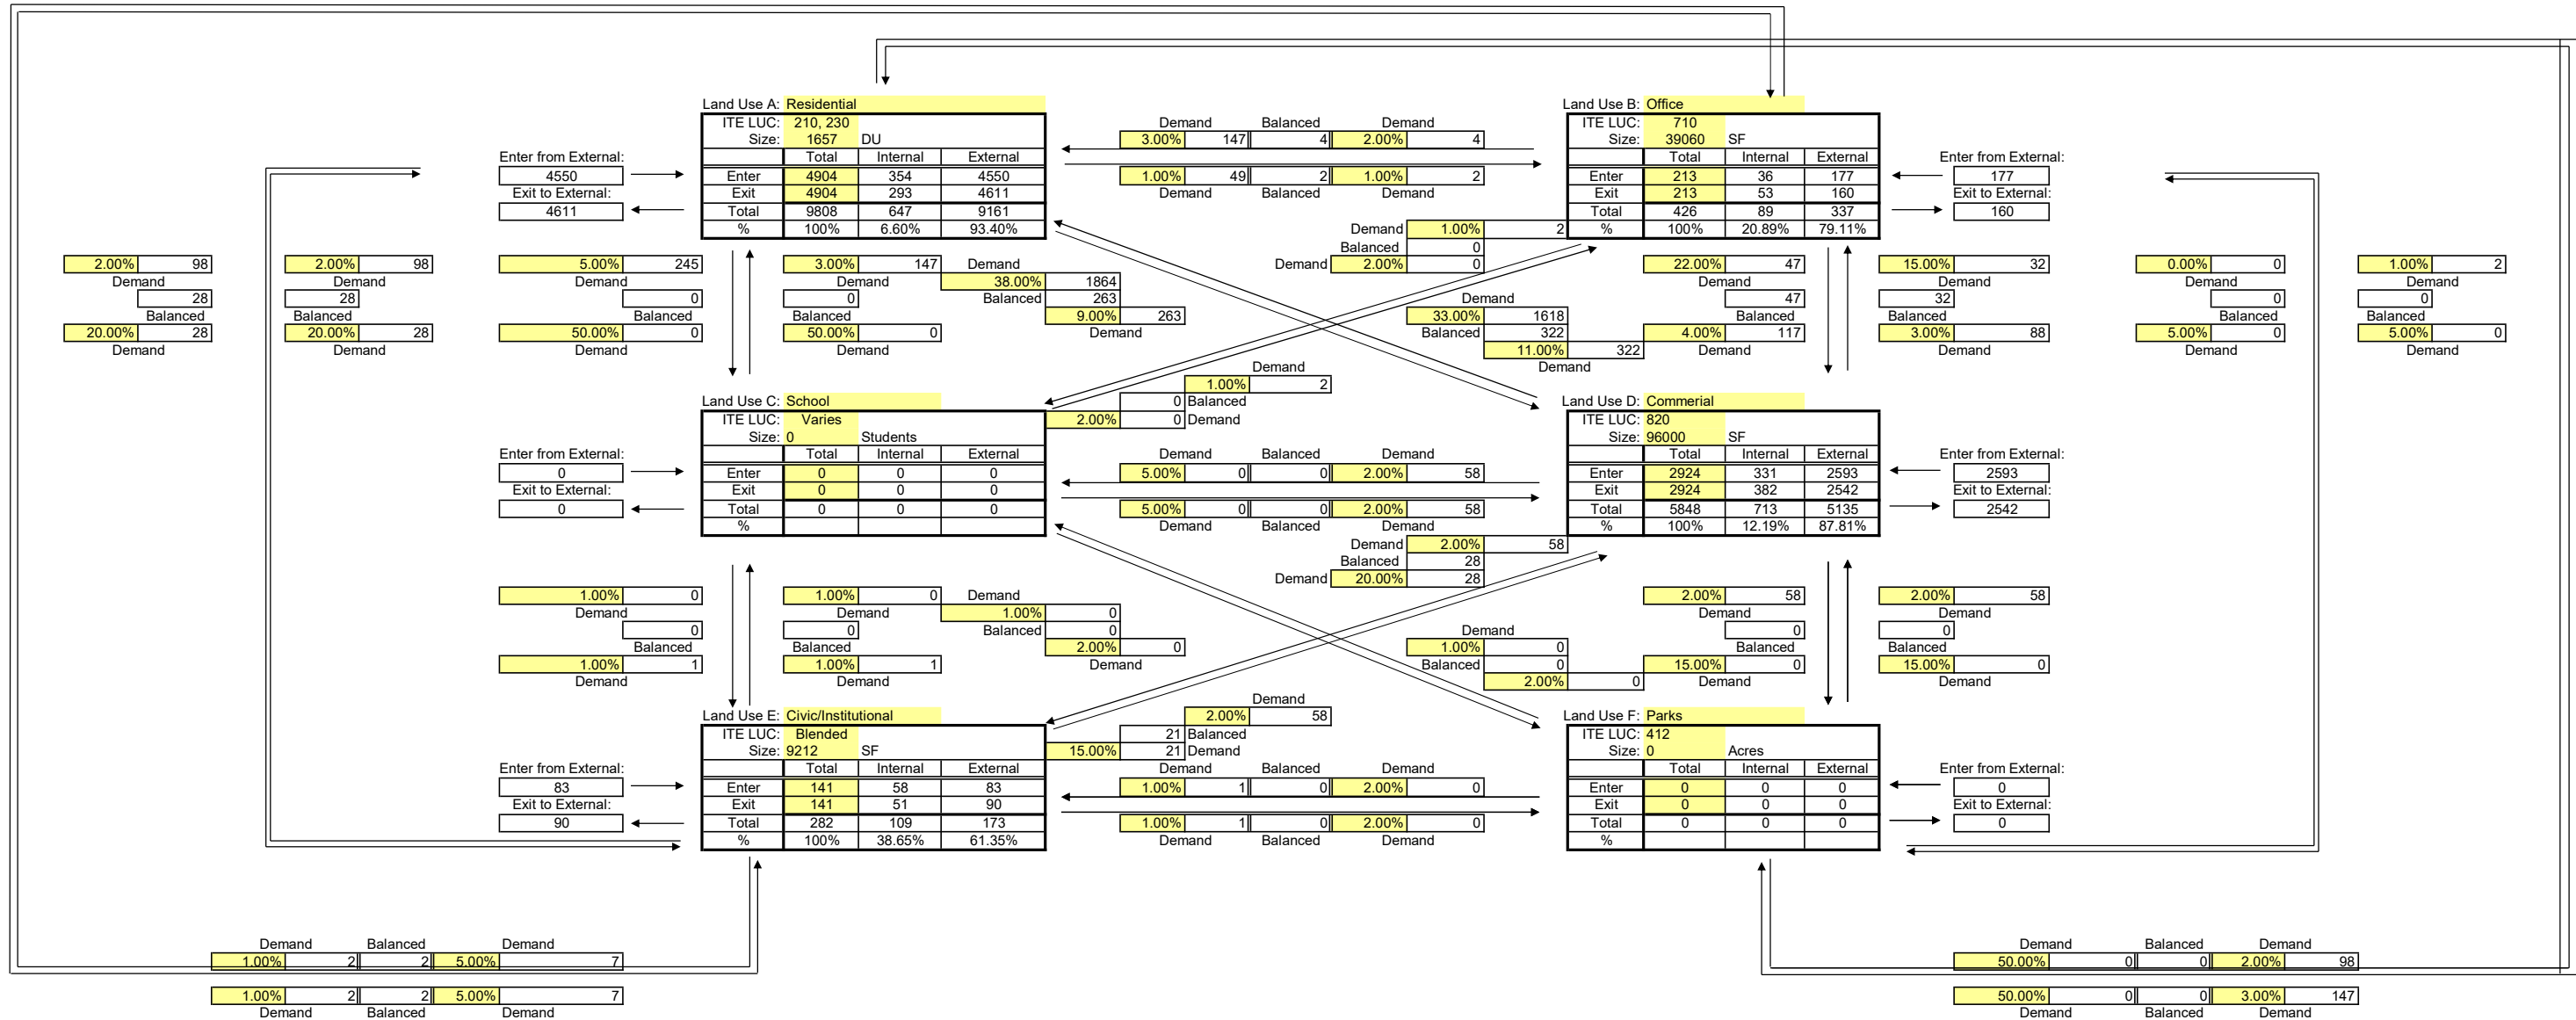 Land Use A: Residential Land Use B: Office
ITE LUC: 210, 230 Demand Balanced Demand ITE LUC: 710
Size: 1657 DU 3.00% 147 4 2.00% 4 Size: 39060 SF
Enter from External: Total Internal External Total Internal External Enter from External:
4550 Enter 4904 354 4550 1.00% 49 2 1.00% 2 Enter 213 36 177 177
Exit to External: Exit 4904 293 4611 Demand Balanced Demand Exit 213 53 160 Exit to External:
4611 Total 9808 647 9161 Total 426 89 337 160
% 100% 6.60% 93.40% Demand 1.00% 2 % 100% 20.89% 79.11%
Balanced 0
2.00% 98 2.00% 98 5.00% 245 3.00% 147 Demand Demand 2.00% 0 22.00% 47 15.00% 32 0.00% 0 1.00% 2
Demand Demand Demand Demand 38.00% 1864 Demand Demand Demand Demand
28 28 0 0 Balanced 263 Demand 47 32 0 0
Balanced Balanced Balanced Balanced 9.00% 263 33.00% 1618 Balanced Balanced Balanced Balanced
20.00% 28 20.00% 28 50.00% 0 50.00% 0 Demand Balanced 322 4.00% 117 3.00% 88 5.00% 0 5.00% 0
Demand Demand Demand Demand 11.00% 322 Demand Demand Demand Demand
Demand Demand
1.00% 2
Land Use C: School 0 Balanced Land Use D: Commerial
ITE LUC: Varies 2.00% 0 Demand ITE LUC: 820
Size: 0 Students Size: 96000 SF
Enter from External: Total Internal External Demand Balanced Demand Total Internal External Enter from External:
0 Enter 0 0 0 5.00% 0 0 2.00% 58 Enter 2924 331 2593 2593
Exit to External: Exit 0 0 0 Exit 2924 382 2542 Exit to External:
0 Total 0 0 0 5.00% 0 0 2.00% 58 Total 5848 713 5135 2542
% Demand Balanced Demand % 100% 12.19% 87.81%
Demand 2.00% 58
Balanced 28
Demand 20.00% 28
1.00% 0 1.00% 0 Demand 2.00% 58 2.00% 58
Demand Demand 1.00% 0 Demand Demand
0 0 Balanced 0 Demand 0 0
Balanced Balanced 2.00% 0 1.00% 0 Balanced Balanced
1.00% 1 1.00% 1 Demand Balanced 0 15.00% 0 15.00% 0
Demand Demand 2.00% 0 Demand Demand
Demand
Land Use E: Civic/Institutional 2.00% 58 Land Use F: Parks
ITE LUC: Blended 21 Balanced ITE LUC: 412
Size: 9212 SF 15.00% 21 Demand Size: 0 Acres
Enter from External: Total Internal External Demand Balanced Demand Total Internal External Enter from External:
83 Enter 141 58 83 1.00% 1 0 2.00% 0 Enter 0 0 0 0
Exit to External: Exit 141 51 90 Exit 0 0 0 Exit to External:
90 Total 282 109 173 1.00% 1 0 2.00% 0 Total 0 0 0 0
% 100% 38.65% 61.35% Demand Balanced Demand %
Demand Balanced Demand Demand Balanced Demand
1.00% 2 2 5.00% 7 50.00% 0 0 2.00% 98
1.00% 2 2 5.00% 7 50.00% 0 0 3.00% 147
Demand Balanced Demand Demand Balanced Demand